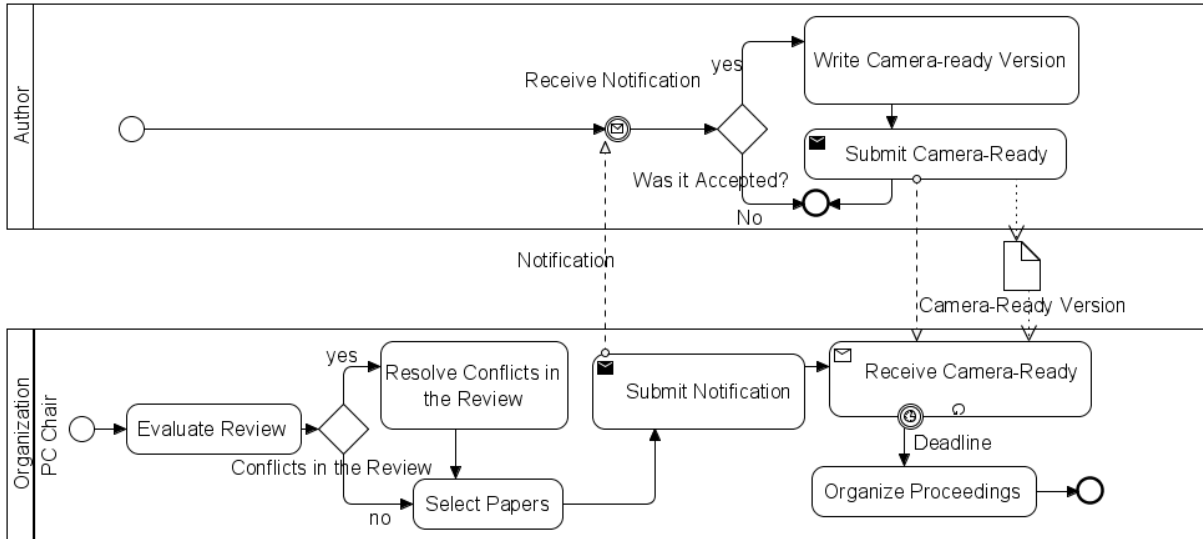 Author
Receive Notification
yes
Write Camera-ready Version
Submit Camera-Ready
Was it Accepted?
No
Notification
Camera-Ready Version
Organization
PC Chair
Evaluate Review
yes
Resolve Conflicts in
the Review
Conflicts in the Review
no
Select Papers
Submit Notification
Receive Camera-Ready
Deadline
Organize Proceedings